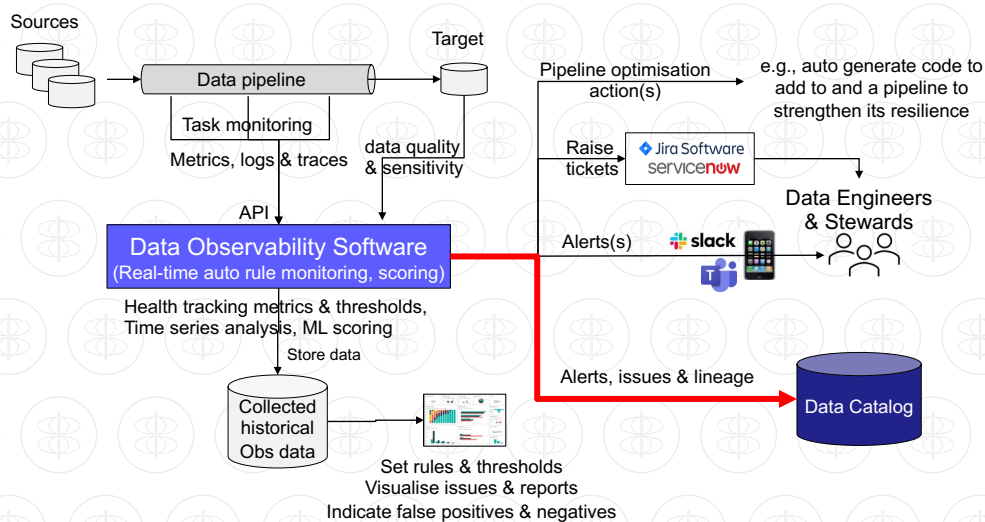 Sources
Target
Data pipeline
Task monitoring
Metrics, logs & traces
data quality
& sensitivity
API
Data Observability Software
(Real-time auto rule monitoring, scoring)
Health tracking metrics & thresholds,
Time series analysis, ML scoring
Store data
Collected
historical
Obs data
Set rules & thresholds
Visualise issues & reports
Indicate false positives & negatives
Pipeline optimisation
action(s)
e.g., auto generate code to
add to and a pipeline to
strengthen its resilience
Raise
tickets
Jira Software
servicenow
Data Engineers
& Stewards
Alerts(s)
slack
T
Alerts, issues & lineage
Data Catalog